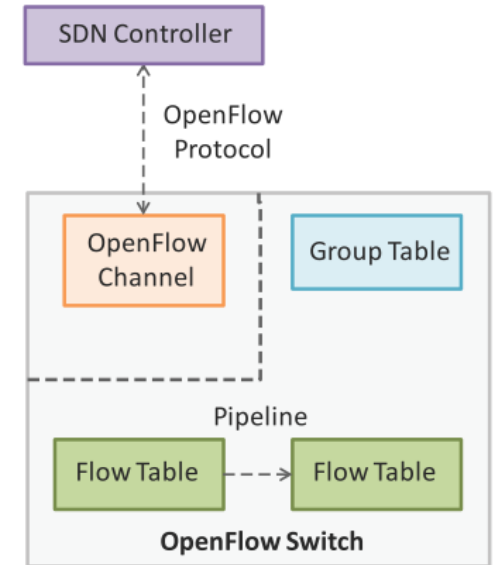 SDN Controller
OpenFlow
Protocol
OpenFlow
Channel
Group Table
Pipeline
Flow Table
Flow Table
OpenFlow Switch